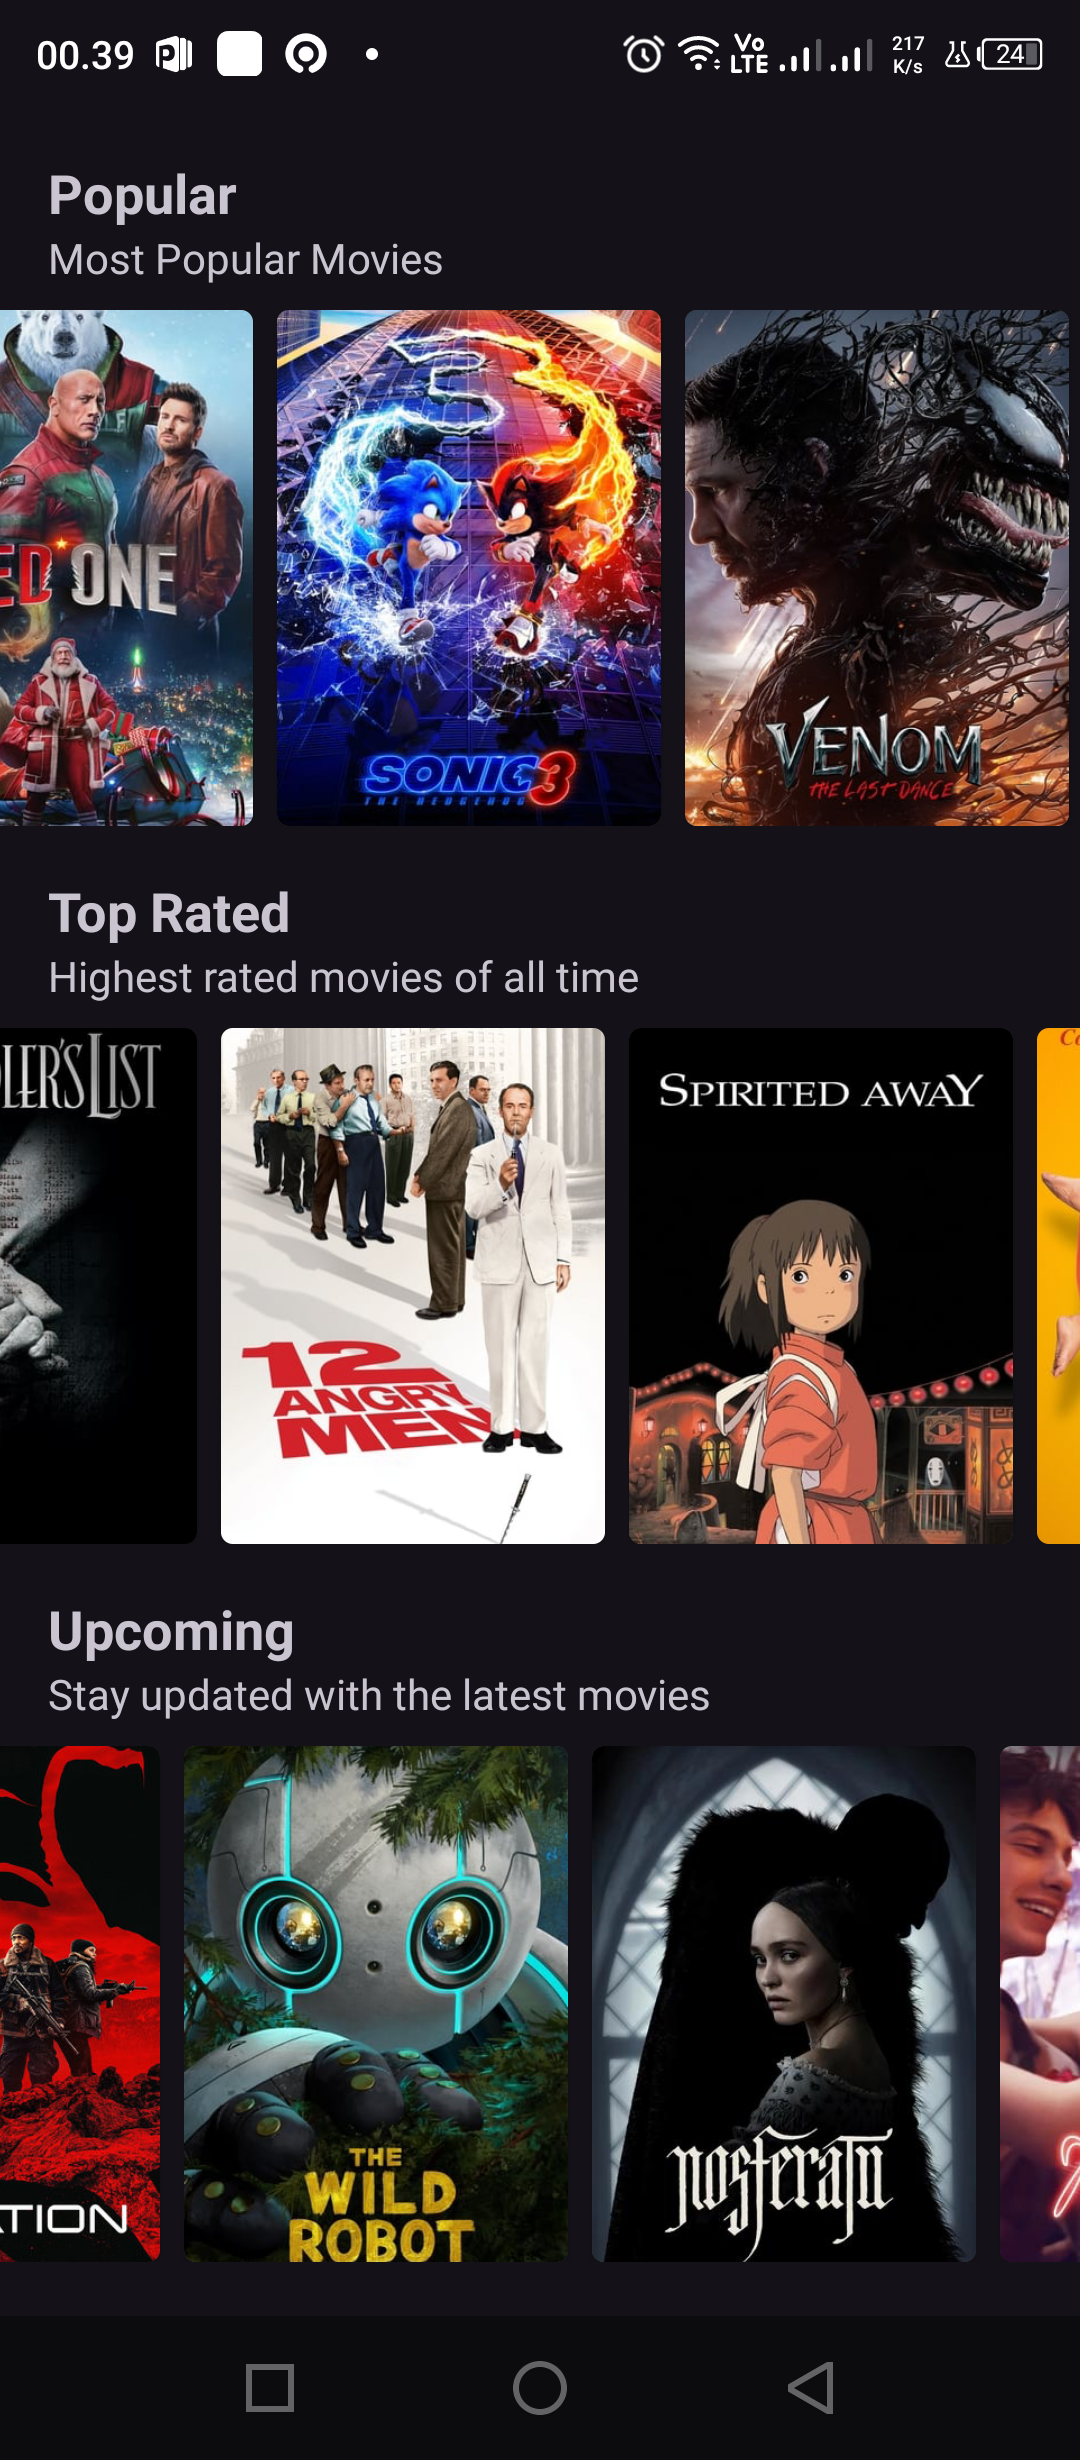 00.39
Vo
LTE
217
K/s
24
Popular
Most Popular Movies
ED ONE
SONIC 3
THE HEDGEHOG
VENOM
THE LAST DANCE
Top Rated
Highest rated movies of all time
LER'S LIST
12
ANGRY
MEN
SPIRITED AWAY
Co
Upcoming
Stay updated with the latest movies
TION
THE
WILD
ROBOT
nosferatu